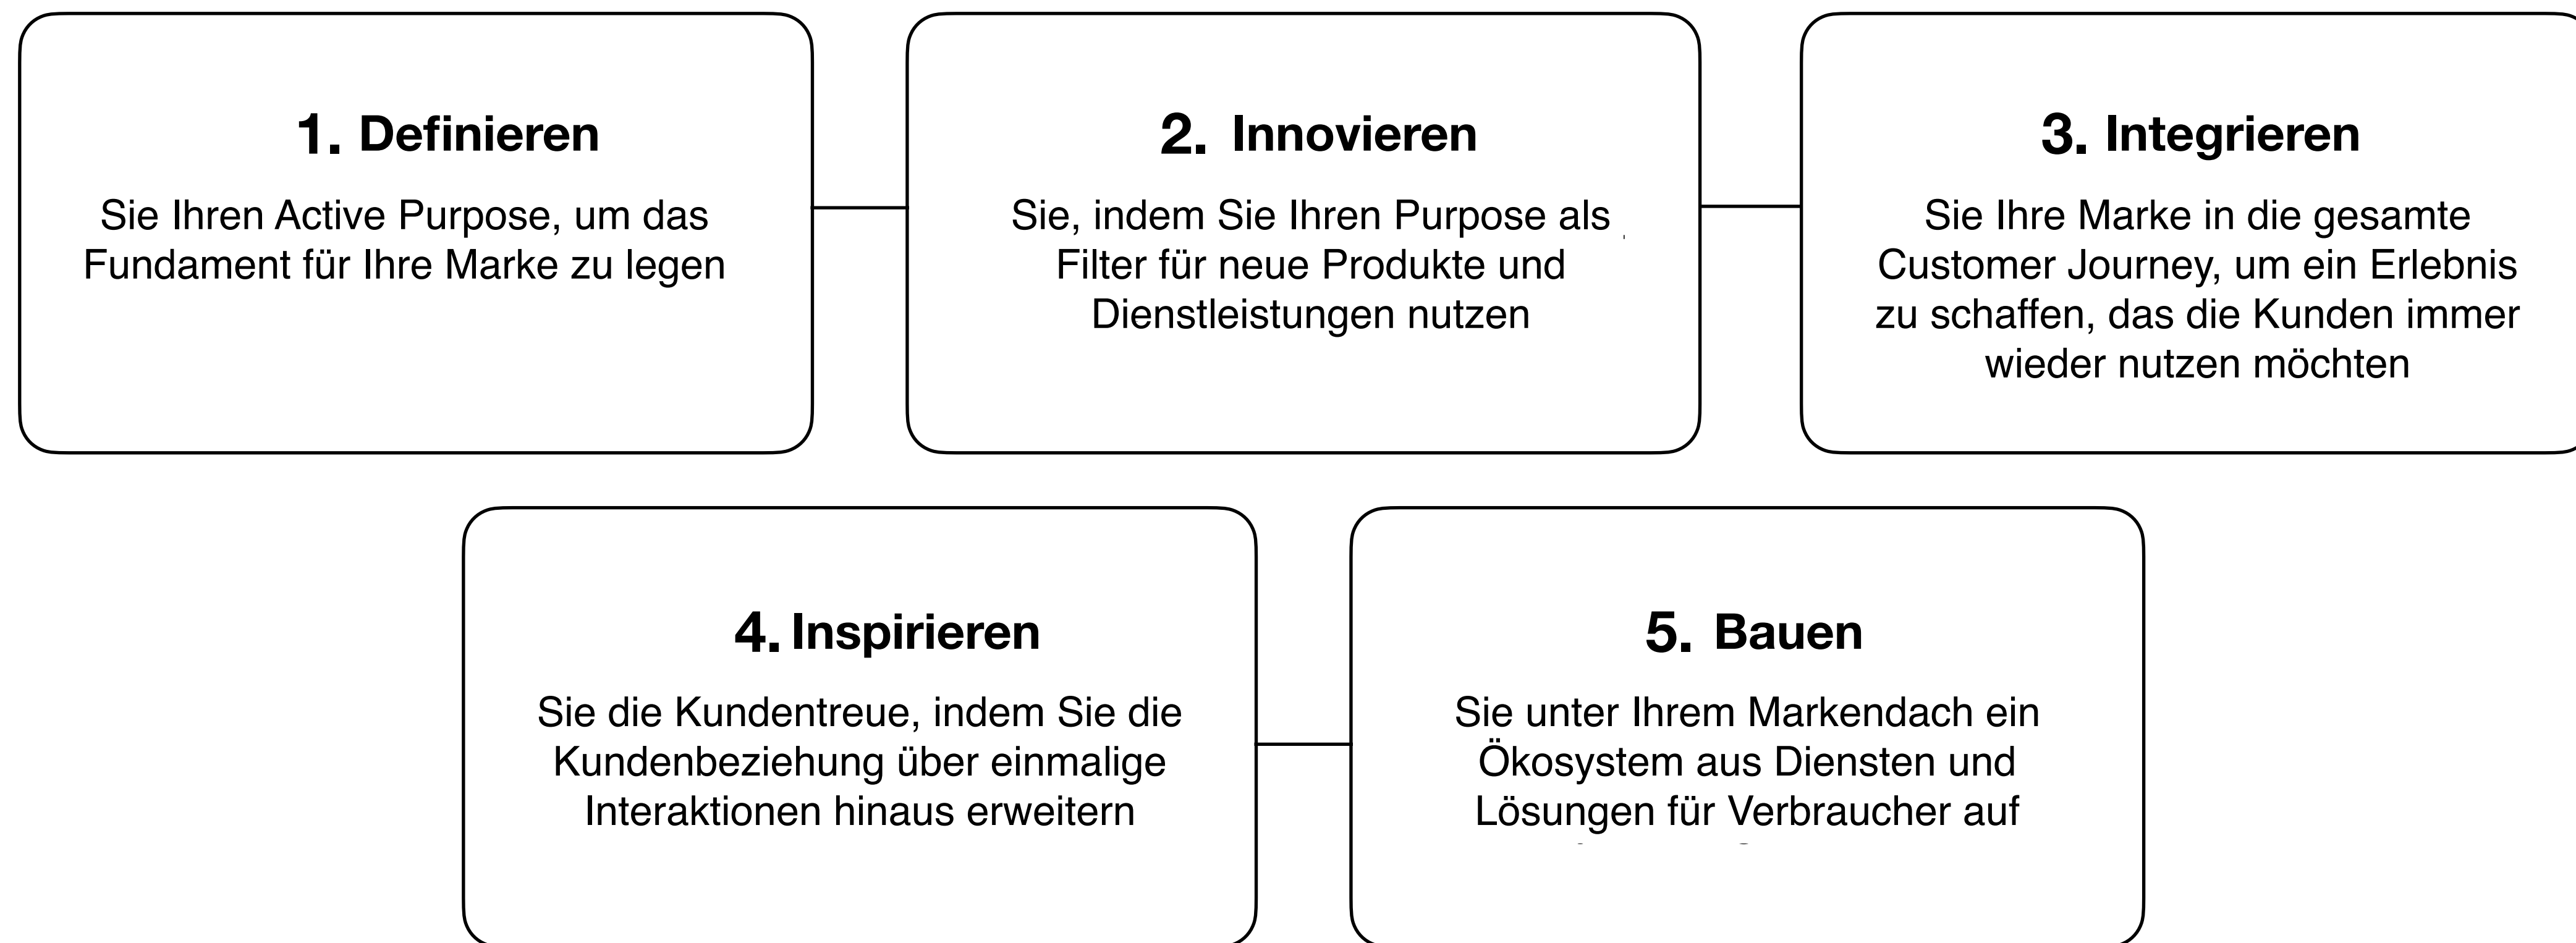 1. Definieren
Sie Ihren Active Purpose, um das
Fundament für Ihre Marke zu legen
2. Innovieren
Sie, indem Sie Ihren Purpose als
Filter für neue Produkte und
Dienstleistungen nutzen
3. Integrieren
Sie Ihre Marke in die gesamte
Customer Journey, um ein Erlebnis
zu schaffen, das die Kunden immer
wieder nutzen möchten
4. Inspirieren
Sie die Kundentreue, indem Sie die
Kundenbeziehung über einmalige
Interaktionen hinaus erweitern
5. Bauen
Sie unter Ihrem Markendach ein
Ökosystem aus Diensten und
Lösungen für Verbraucher auf